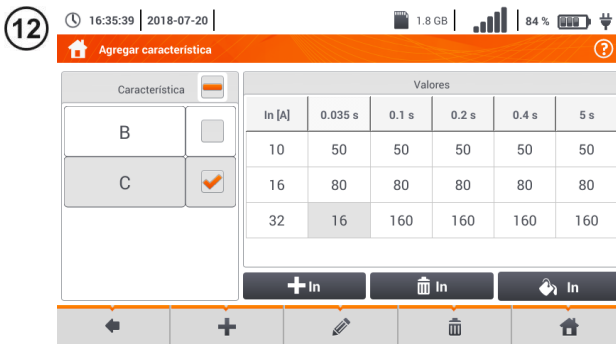 12
16:35:39 2018-07-20 1.8 GB 84 %
Agregar característica ?
Característica Valores
In [A] 0.035 s 0.1 s 0.2 s 0.4 s 5 s
B
10 50 50 50 50 50
C
16 80 80 80 80 80
32 16 160 160 160 160
In In In